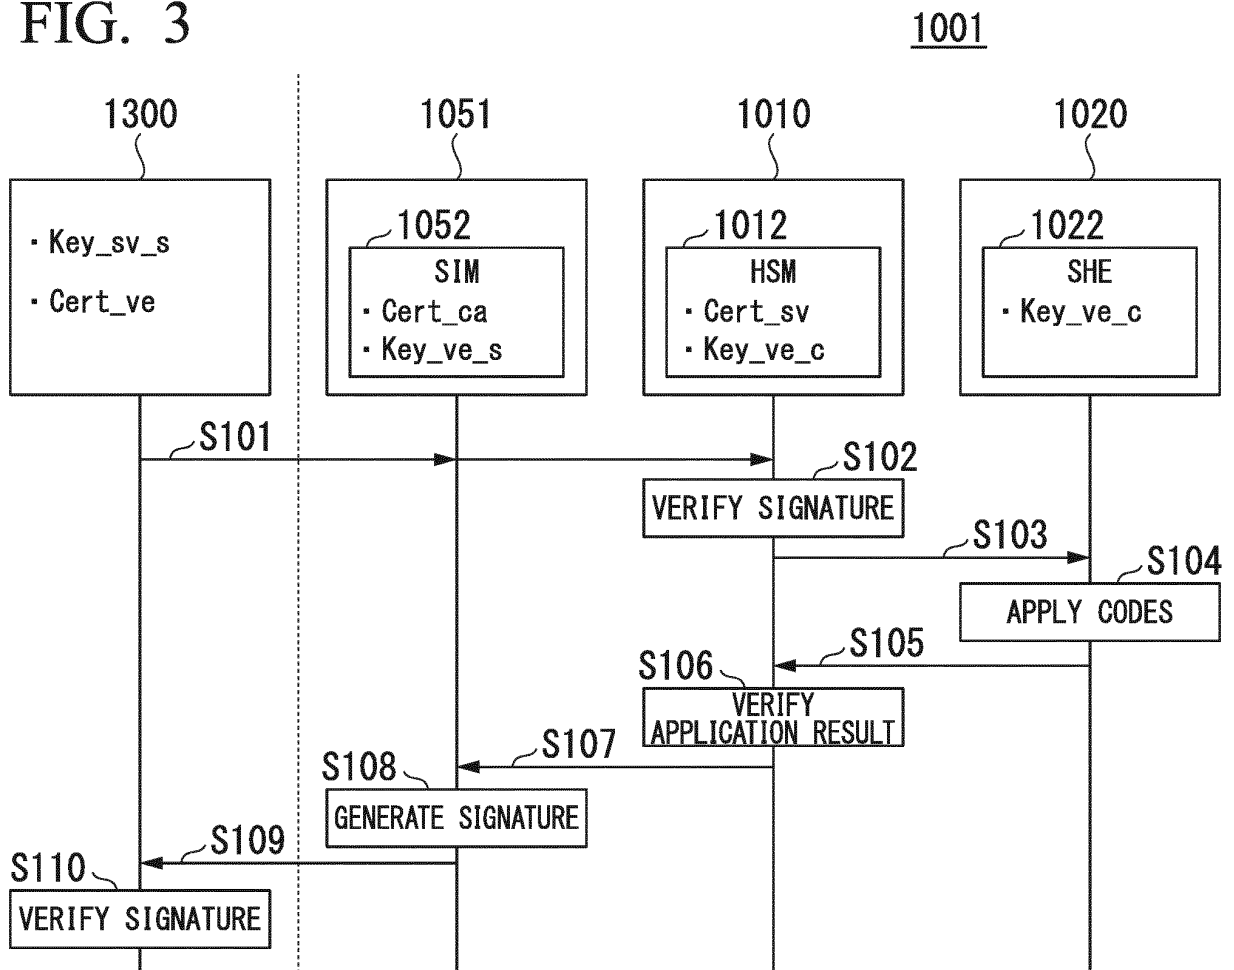 FIG. 3
1001
1300
1051
1010
1020
· Key_sv_s
· Cert_ve
1052
SIM
· Cert_ca
· Key_ve_s
1012
HSM
· Cert_sv
· Key_ve_c
1022
SHE
· Key_ve_c
S101
S102
VERIFY SIGNATURE
S103
S104
APPLY CODES
S105
S106
VERIFY
APPLICATION RESULT
S107
S108
GENERATE SIGNATURE
S109
S110
VERIFY SIGNATURE